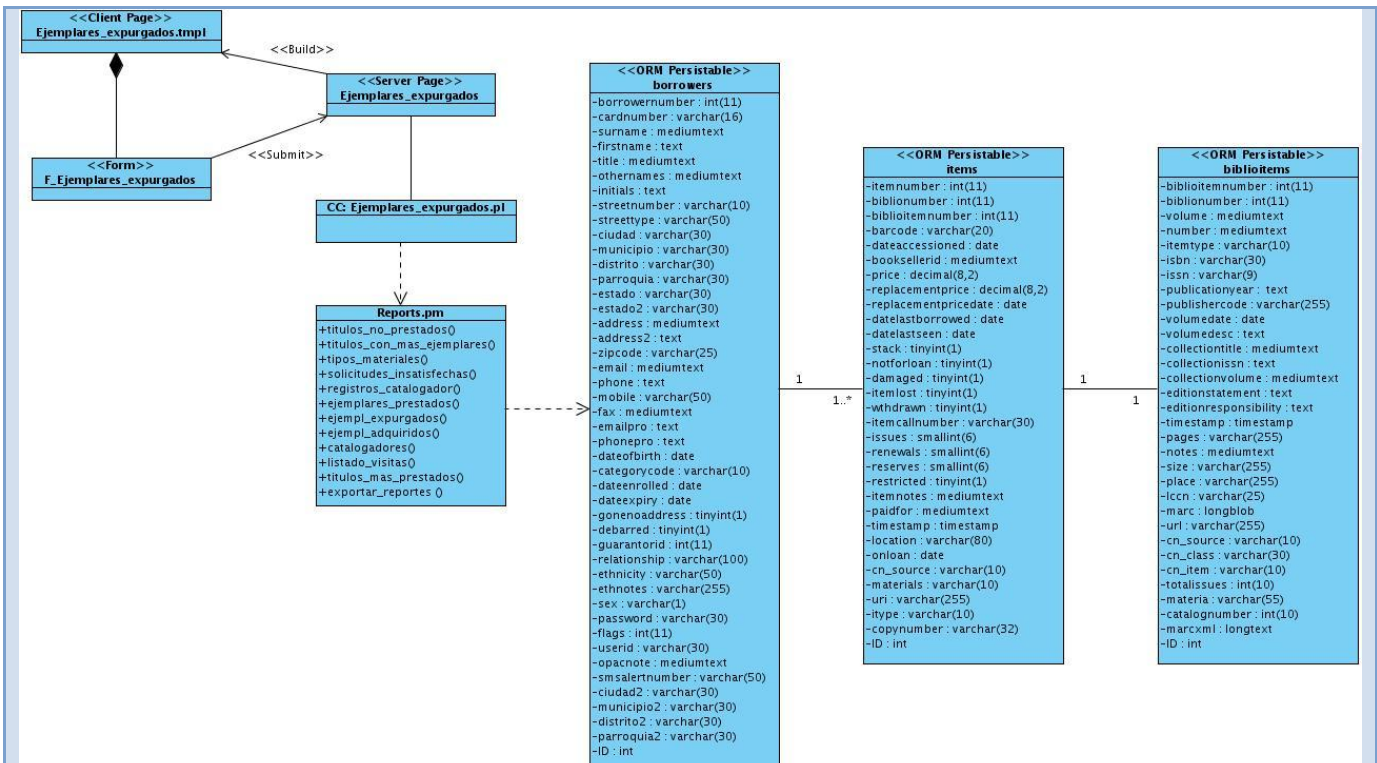 <<Client Page>>
Ejemplares_expurgados.tmpl
<<Build>>
<<Server Page>>
Ejemplares_expurgados
<<Submit>>
<<Form>>
F_Ejemplares_expurgados
CC: Ejemplares_expurgados.pl
Reports.pm
+titulos_no_prestados()
+titulos_con_mas_ejemplares()
+tipos_materiales()
+solicitudes_insatisfechas()
+registros_catalogador()
+ejemplares_prestados()
+ejempl_expurgados()
+ejempl_adquiridos()
+catalogadores()
+listado_visitas()
+titulos_mas_prestados()
+exportar_reportes ()
<<ORM Persistable>>
borrowers
-borrowernumber : int(11)
-cardnumber : varchar(16)
-surname : mediumtext
-firstname : text
-title : mediumtext
-othernames : mediumtext
-initials : text
-streetnumber : varchar(10)
-streettype : varchar(50)
-ciudad : varchar(30)
-municipio : varchar(30)
-distrito : varchar(30)
-parroquia : varchar(30)
-estado : varchar(30)
-estado2 : varchar(30)
-address : mediumtext
-address2 : text
-zipcode : varchar(25)
-email : mediumtext
-phone : text
-mobile : varchar(50)
-fax : mediumtext
-emailpro : text
-phonepro : text
-dateofbirth : date
-categorycode : varchar(10)
-dateenrolled : date
-dateexpiry : date
-gonenoaddress : tinyint(1)
-debarred : tinyint(1)
-guarantorid : int(11)
-relationship : varchar(100)
-ethnicity : varchar(50)
-ethnotes : varchar(255)
-sex : varchar(1)
-password : varchar(30)
-flags : int(11)
-userid : varchar(30)
-opacnote : mediumtext
-smsalertnumber : varchar(50)
-ciudad2 : varchar(30)
-municipio2 : varchar(30)
-distrito2 : varchar(30)
-parroquia2 : varchar(30)
-ID : int
1
1..*
<<ORM Persistable>>
items
-itemnumber : int(11)
-biblionumber : int(11)
-biblioitemnumber : int(11)
-barcode : varchar(20)
-dateaccessioned : date
-booksellerid : mediumtext
-price : decimal(8,2)
-replacementprice : decimal(8,2)
-replacementpricedate : date
-datelastborrowed : date
-datelastseen : date
-stack : tinyint(1)
-notforloan : tinyint(1)
-damaged : tinyint(1)
-itemlost : tinyint(1)
-wthdrawn : tinyint(1)
-itemcallnumber : varchar(30)
-issues : smallint(6)
-renewals : smallint(6)
-reserves : smallint(6)
-restricted : tinyint(1)
-itemnotes : mediumtext
-paidfor : mediumtext
-timestamp : timestamp
-location : varchar(80)
-onloan : date
-cn_source : varchar(10)
-materials : varchar(10)
-uri : varchar(255)
-itype : varchar(10)
-copynumber : varchar(32)
-ID : int
1
1
<<ORM Persistable>>
biblioitems
-biblioitemnumber : int(11)
-biblionumber : int(11)
-volume : mediumtext
-number : mediumtext
-itemtype : varchar(10)
-isbn : varchar(30)
-issn : varchar(9)
-publicationyear : text
-publishercode : varchar(255)
-volumedate : date
-volumedesc : text
-collectiontitle : mediumtext
-collectionissn : text
-collectionvolume : mediumtext
-editionstatement : text
-editionresponsibility : text
-timestamp : timestamp
-pages : varchar(255)
-notes : mediumtext
-size : varchar(255)
-place : varchar(255)
-lccn : varchar(25)
-marc : longblob
-url : varchar(255)
-cn_source : varchar(10)
-cn_class : varchar(30)
-cn_item : varchar(10)
-totalissues : int(10)
-materia : varchar(55)
-catalognumber : int(10)
-marcxml : longtext
-ID : int